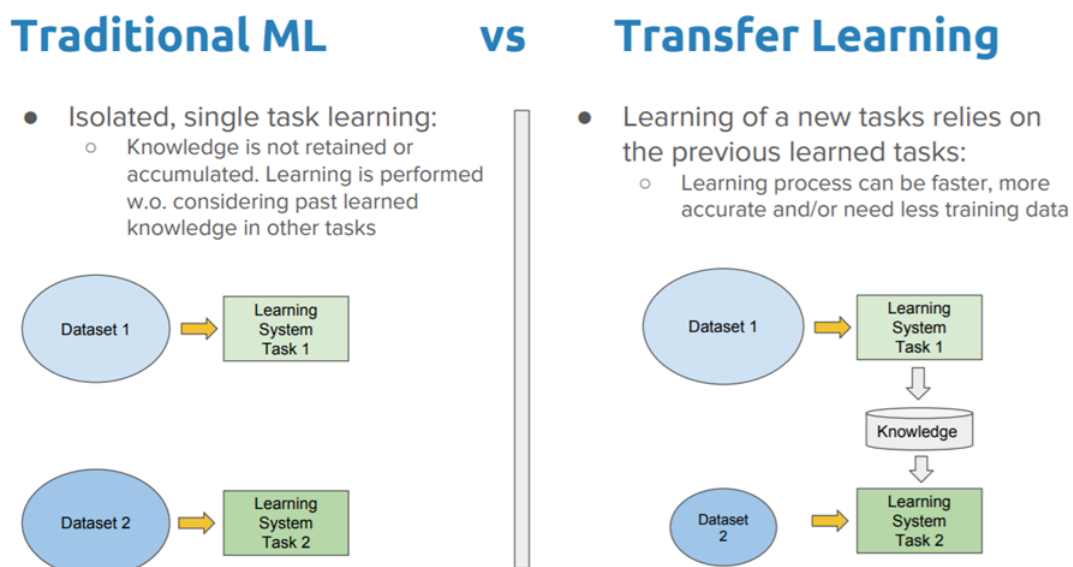 Traditional ML vs Transfer Learning
● Isolated, single task learning:
○ Knowledge is not retained or
accumulated. Learning is performed
w.o. considering past learned
knowledge in other tasks
Dataset 1
Learning
System
Task 1
Dataset 2
Learning
System
Task 2
● Learning of a new tasks relies on
the previous learned tasks:
○ Learning process can be faster, more
accurate and/or need less training data
Dataset 1
Learning
System
Task 1
Knowledge
Dataset
2
Learning
System
Task 2